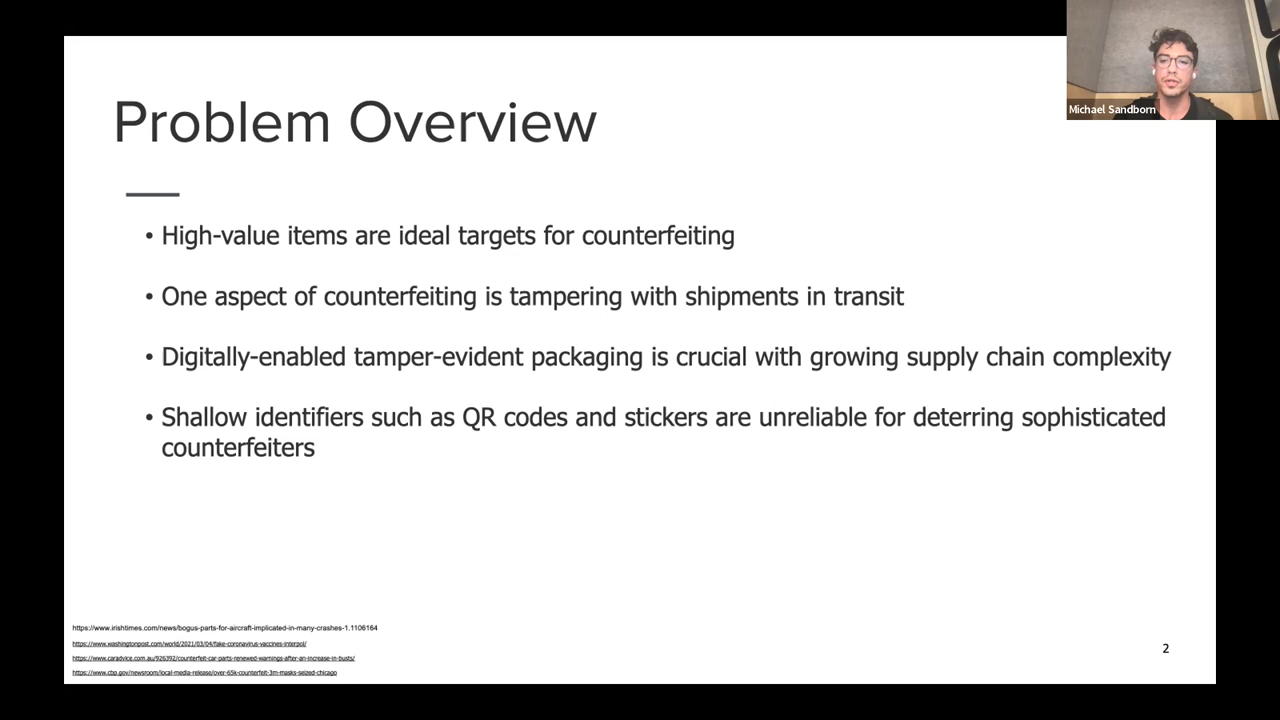 Problem Overview
Michael Sandborn
• High-value items are ideal targets for counterfeiting
• One aspect of counterfeiting is tampering with shipments in transit
• Digitally-enabled tamper-evident packaging is crucial with growing supply chain complexity
• Shallow identifiers such as QR codes and stickers are unreliable for deterring sophisticated
counterfeiters
https://www.irishtimes.com/news/bogus-parts-for-aircraft-implicated-in-many-crashes-1.1106164
https://www.washingtonpost.com/world/2021/03/04/fake-coronavirus-vaccines-interpol/
https://www.caradvice.com.au/926392/counterfeit-car-parts-renewed-warnings-after-an-increase-in-busts/
https://www.cbp.gov/newsroom/local-media-release/over-65k-counterfeit-3m-masks-seized-chicago
2